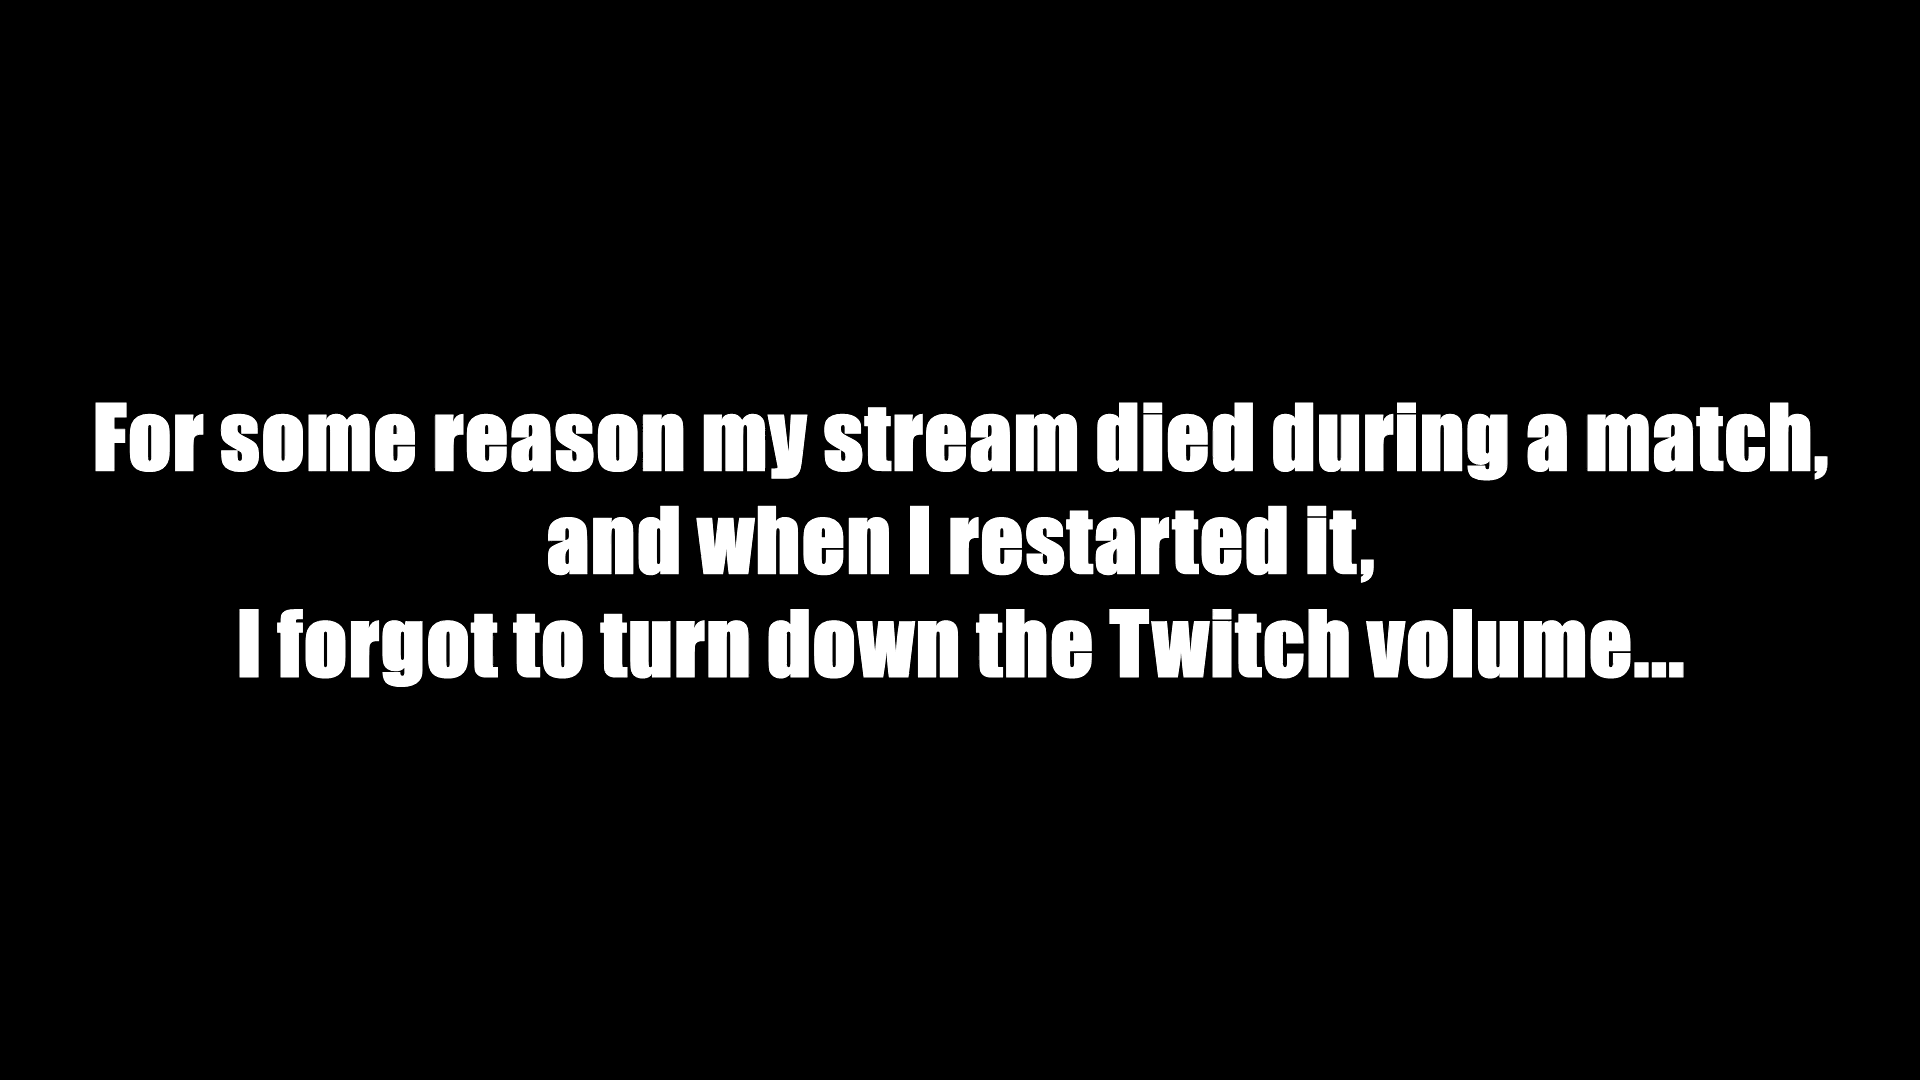 For some reason my stream died during a match,
and when I restarted it,
I forgot to turn down the Twitch volume...